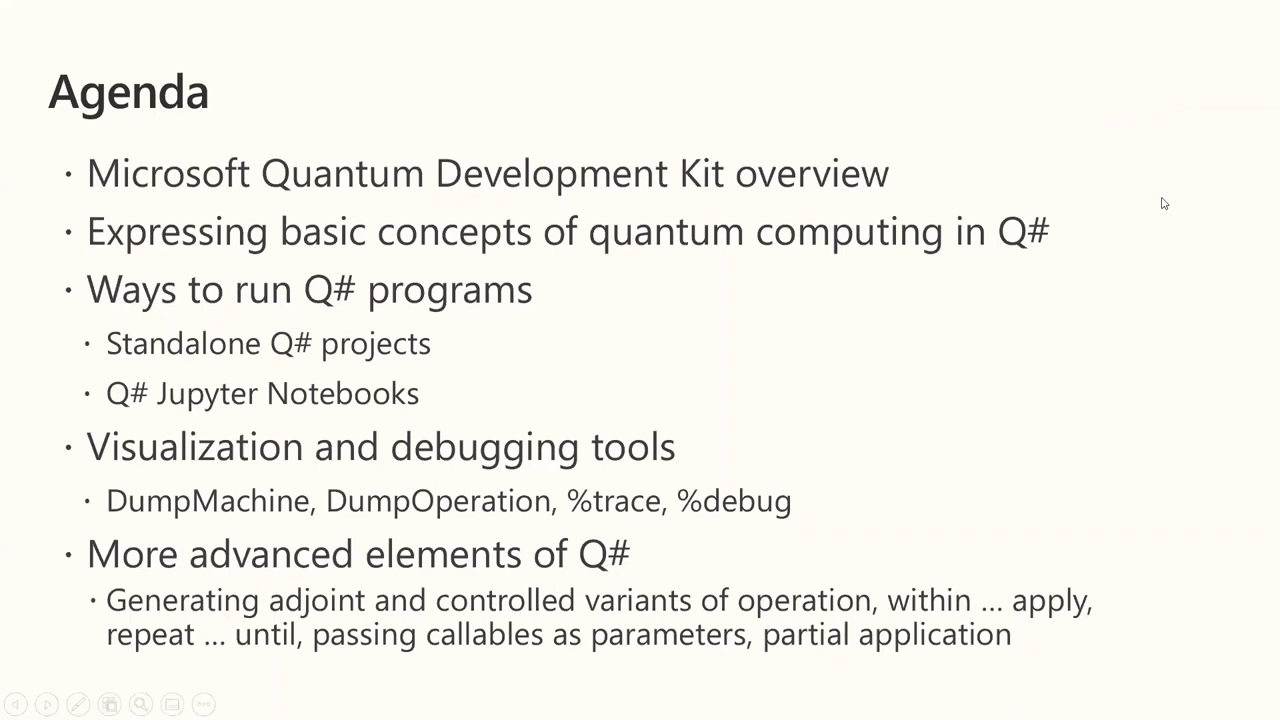 Agenda
· Microsoft Quantum Development Kit overview
· Expressing basic concepts of quantum computing in Q#
· Ways to run Q# programs
· Standalone Q# projects
· Q# Jupyter Notebooks
· Visualization and debugging tools
· DumpMachine, DumpOperation, %trace, %debug
· More advanced elements of Q#
· Generating adjoint and controlled variants of operation, within … apply,
repeat … until, passing callables as parameters, partial application